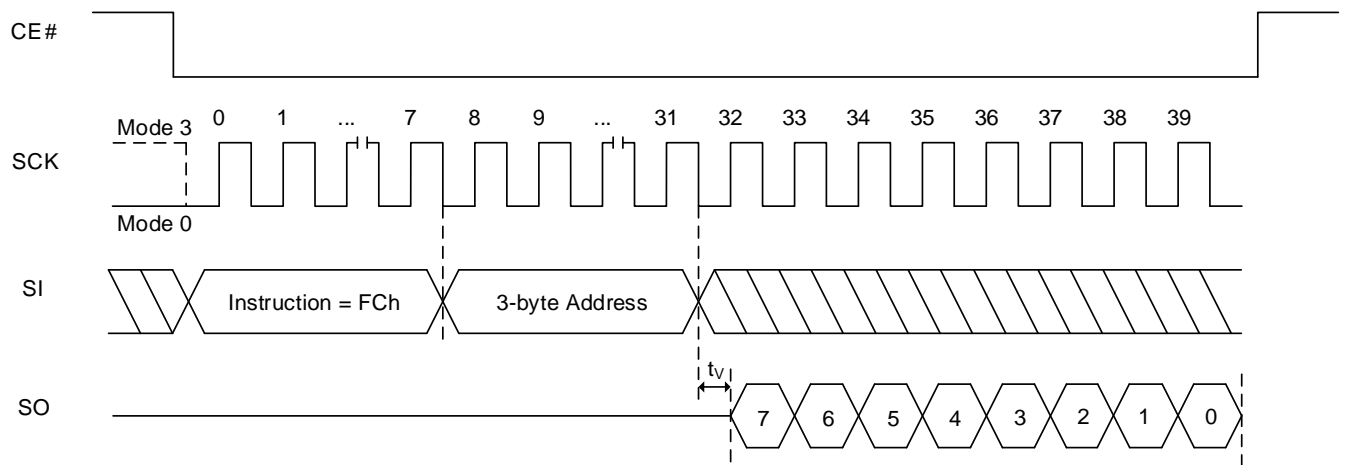 CE#
Mode 3 0 1 ... 7 8 9 ... 31 32 33 34 35 36 37 38 39
SCK
Mode 0
SI Instruction = FCh 3-byte Address
tV
SO 7 6 5 4 3 2 1 0